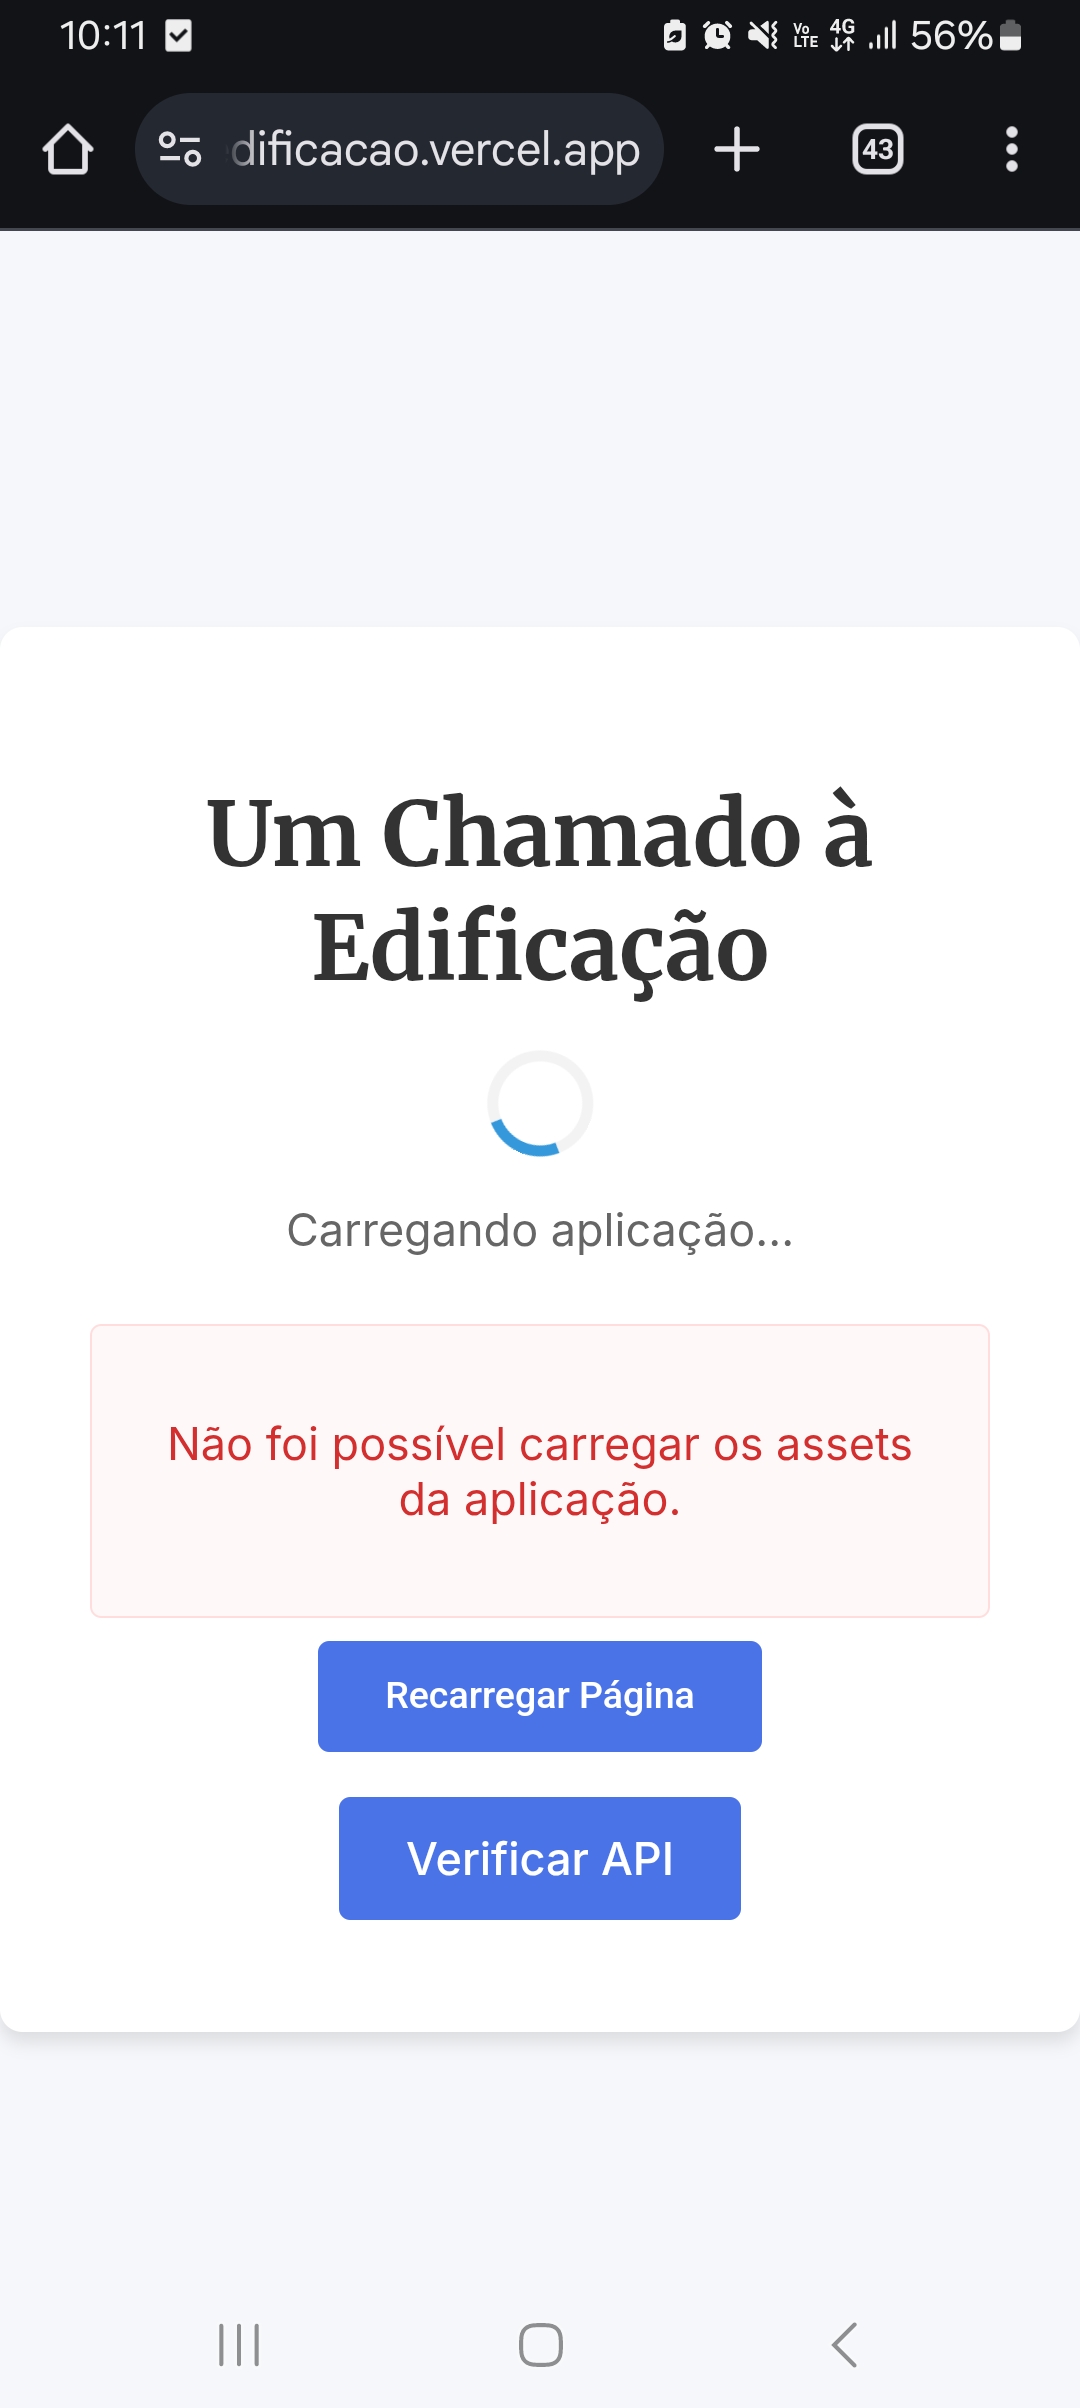 10:11
Vo LTE 4G 56%
dificacao.vercel.app
43
Um Chamado à
Edificação
Carregando aplicação...
Não foi possível carregar os assets
da aplicação.
Recarregar Página
Verificar API